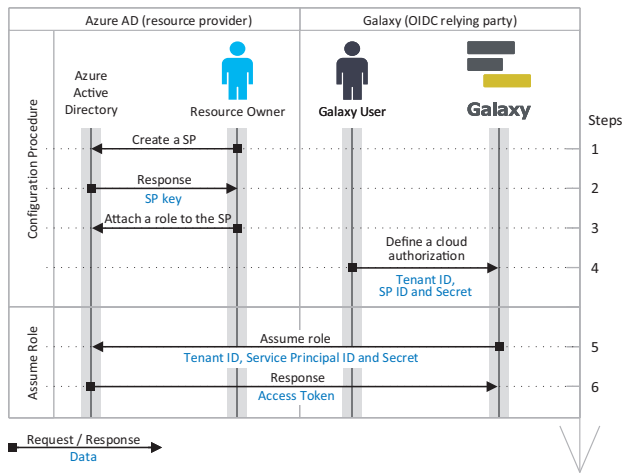 Azure AD (resource provider)
Galaxy (OIDC relying party)
Azure
Active
Directory
Resource Owner
Galaxy User
Galaxy
Steps
Configuration Procedure
Create a SP
1
Response
SP key
2
Attach a role to the SP
3
Define a cloud
authorization
Tenant ID,
SP ID and Secret
4
Assume Role
Assume role
Tenant ID, Service Principal ID and Secret
5
Response
Access Token
6
Request / Response
Data